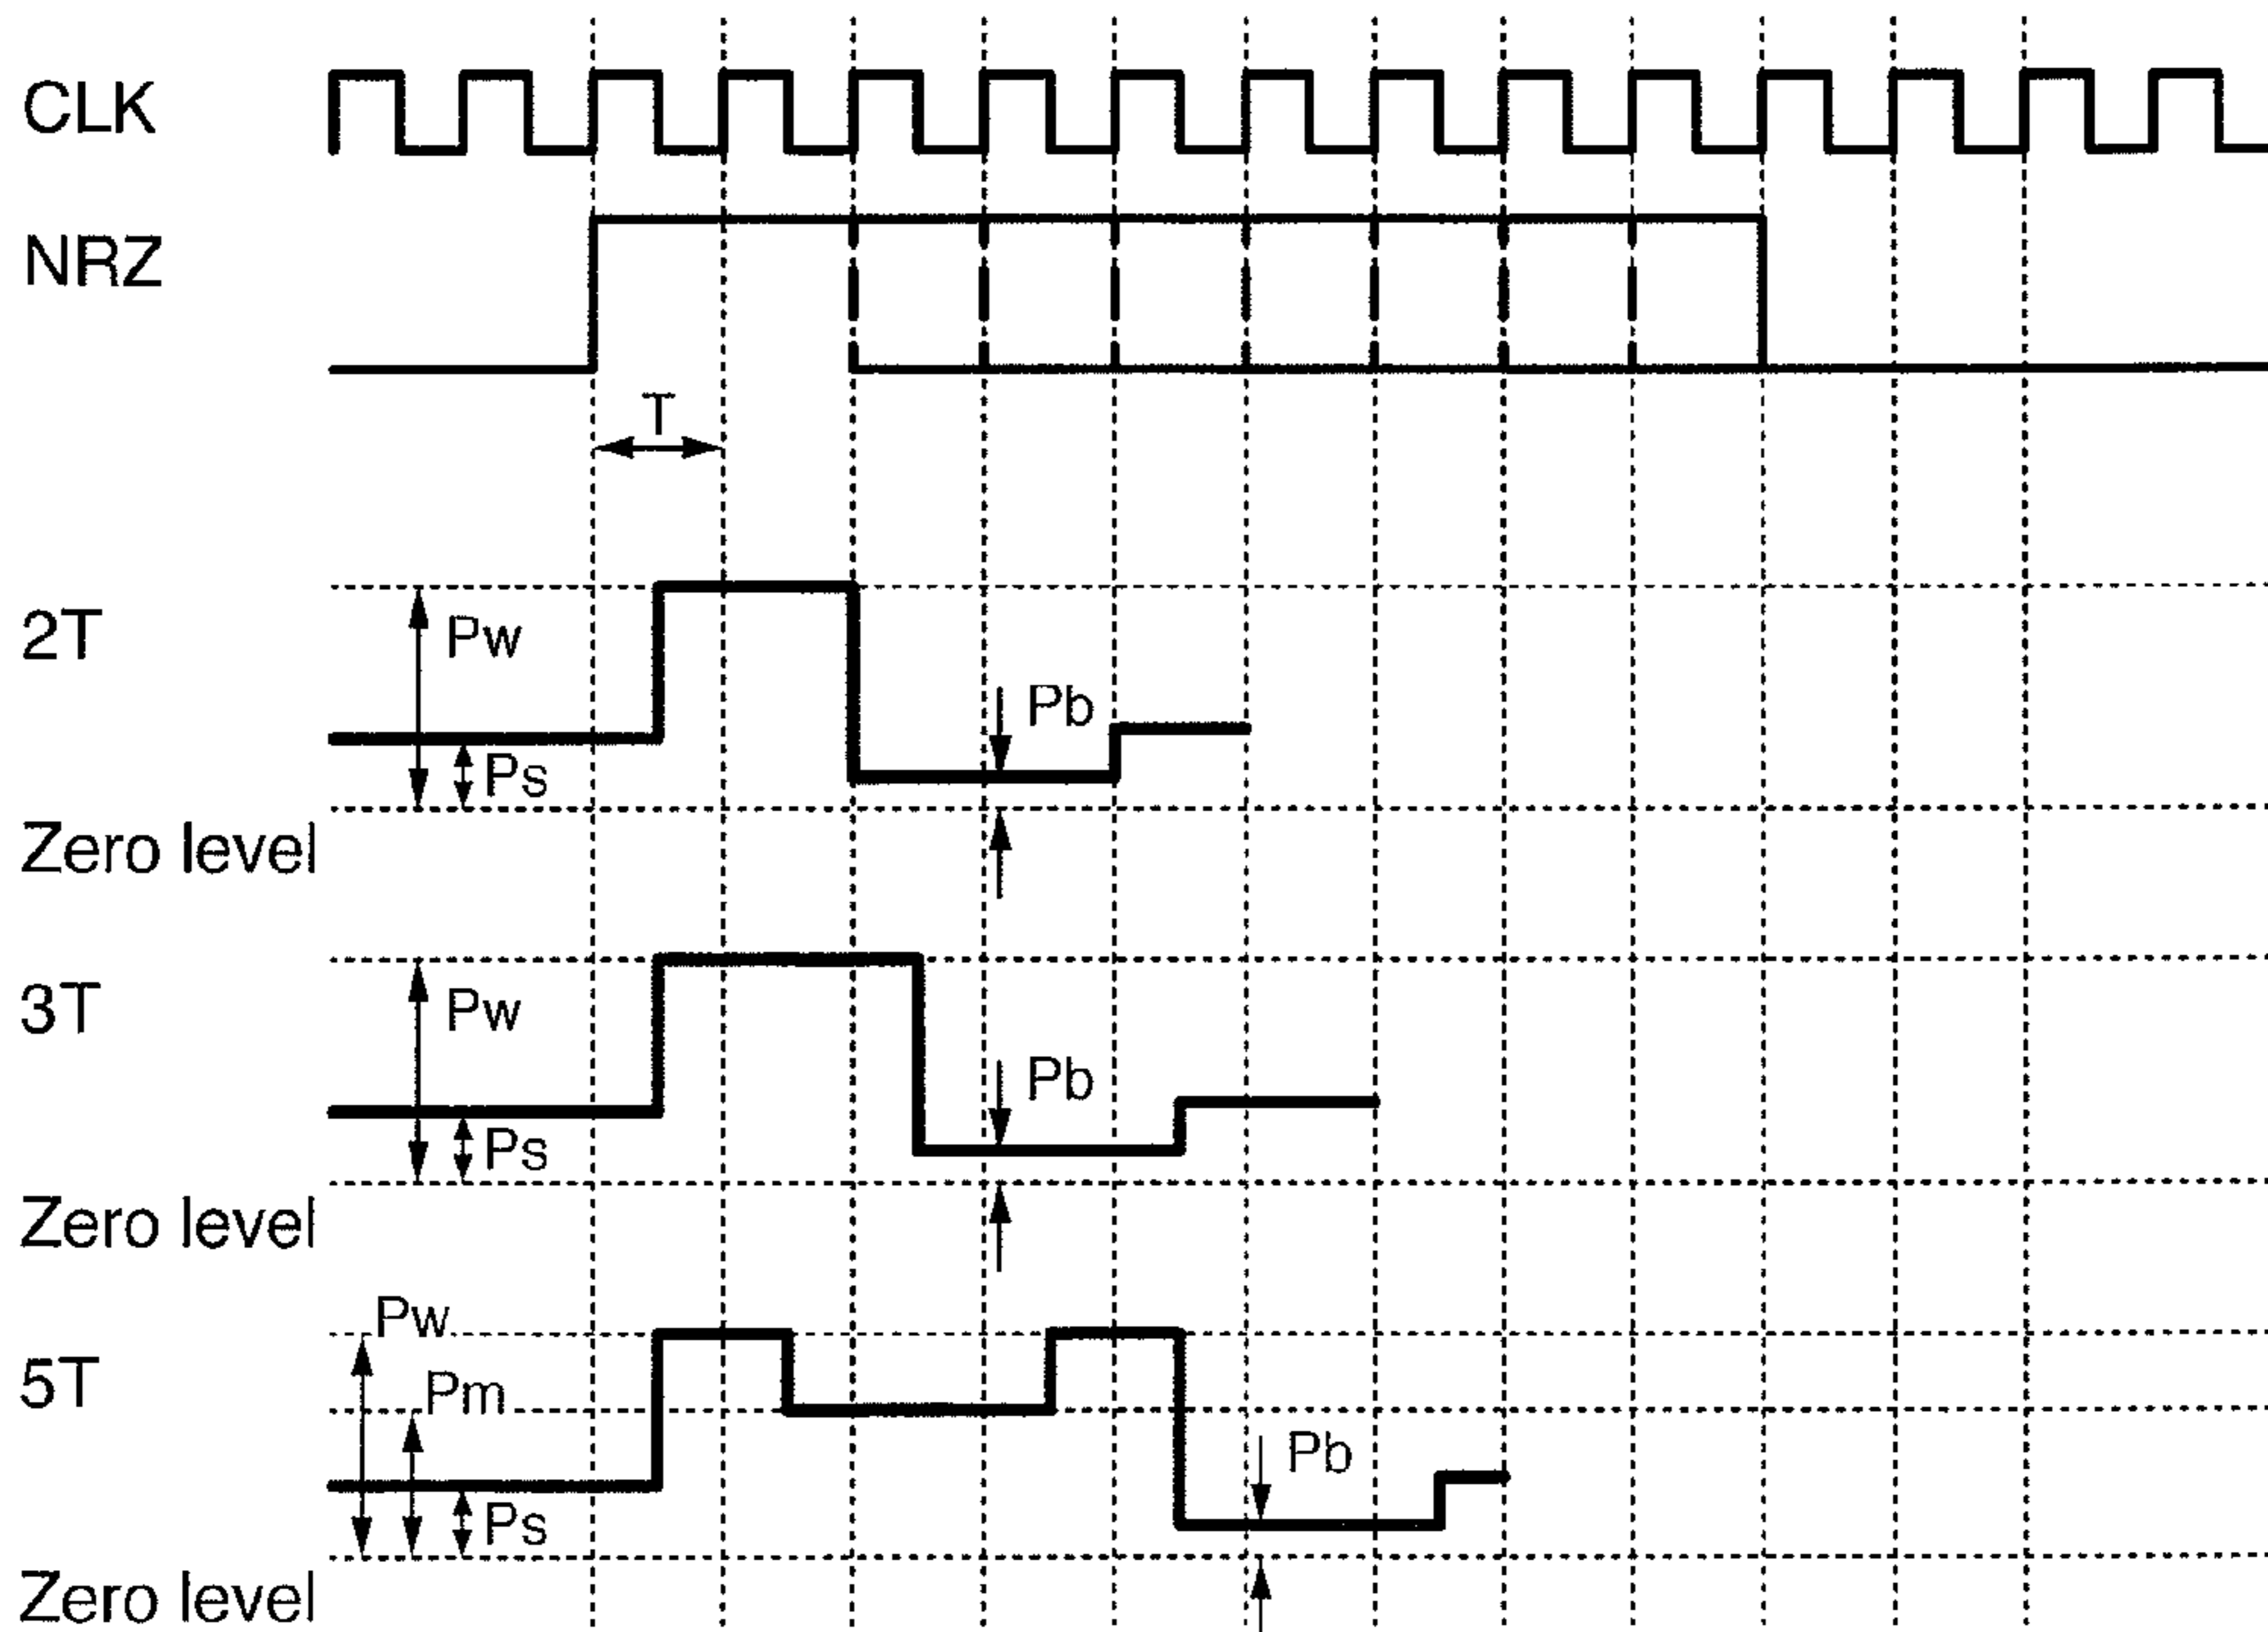 CLK
NRZ
T
2T
Pw
Pb
Ps
Zero level
3T
Pw
Pb
Ps
Zero level
Pw
5T
Pm
Pb
Ps
Zero level